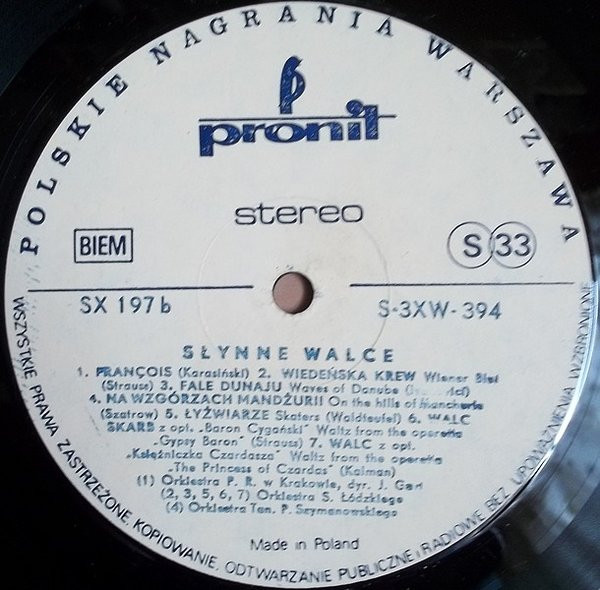 POLSKIE NAGRANIA WARSZAWA
pronit
stereo
BIEM
S 33
SX 197 b
S-3XW-394
SŁYNNE WALCE
1. FRANÇOIS (Karasiński) 2. WIEDEŃSKA KREW Wiener Blut
(Strauss) 3. FALE DUNAJU Waves of Danube
4. NA WZGÓRZACH MANDŻURII On the hills of Manchuria
(Szatrow) 5. ŁYŻWIARZE Skaters (Waldteufel) 6. WALC
SKARB z opt. „Baron Cygański" Waltz from the operetta
„Gypsy Baron" (Strauss) 7. WALC z opt.
„Księżniczka Czardasza" Waltz from the operetta
„The Princess of Czardas" (Kalman)
(1) Orkiestra P. R. w Krakowie, dyr. J. Gert
(2, 3, 5, 6, 7) Orkiestra S. Łódzkiego
(4) Orkiestra Tan. P. Szymanowskiego
Made in Poland
WSZYSTKIE PRAWA ZASTRZEŻONE. KOPIOWANIE, ODTWARZANIE PUBLICZNE I RADIOWE BEZ UPOWAŻNIENIA WZBRONIONE